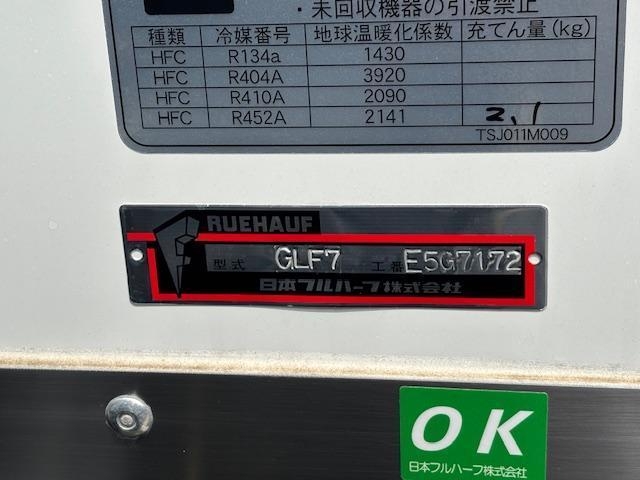 ・未回収機器の引渡禁止
種類 冷媒番号 地球温暖化係数 充てん量(kg)
HFC R134a 1430
HFC R404A 3920
HFC R410A 2090
HFC R452A 2141 2,1
TSJ011M009
FRUEHAUF
型式 GLF7 工番 E5G7172
日本フルハーフ株式会社
OK
日本フルハーフ株式会社